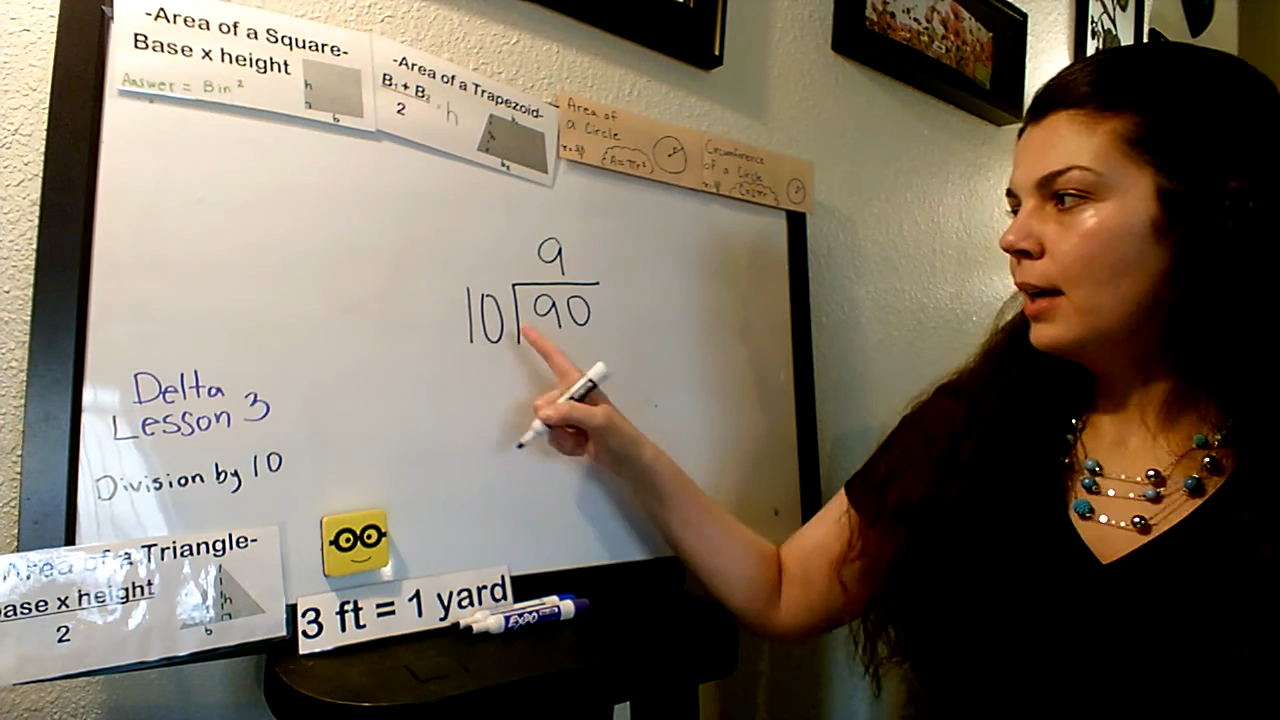 -Area of a Square-
Base x height
Answer = Bin²
h
b
-Area of a Trapezoid-
B₁ + B₂
2
· h
Area of
a Circle
A=πr²
Circumference
of a Circle
9
10
90
Delta
Lesson 3
Division by 10
Area of a Triangle-
ase x height
2
h
b
3 ft = 1 yard
EXPO